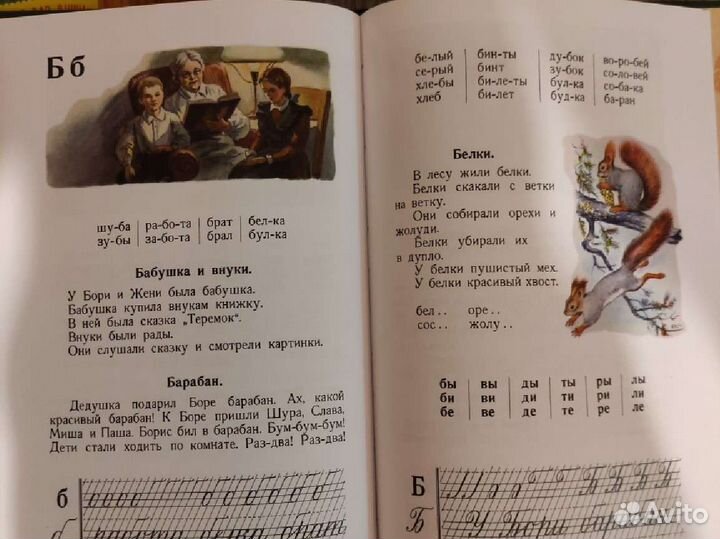 Б б
шу-ба | ра-бо-та | брат | бел-ка
зу-бы | за-бо-та | брал | бул-ка
Бабушка и внуки.
У Бори и Жени была бабушка.
Бабушка купила внукам книжку.
В ней была сказка „Теремок“.
Внуки были рады.
Они слушали сказку и смотрели картинки.
Барабан.
Дедушка подарил Боре барабан. Ах, какой
красивый барабан! К Боре пришли Шура, Слава,
Миша и Паша. Борис бил в барабан. Бум-бум-бум!
Дети стали ходить по комнате. Раз-два! Раз-два!
б
б работа белка брат
бе-лый | бин-ты | ду-бок | во-ро-бей
се-рый | бинт | зу-бок | со-ло-вей
хле-бы | би-ле-ты | бул-ка | со-ба-ка
хлеб | би-лет | буд-ка | ба-ран
Белки.
В лесу жили белки.
Белки скакали с ветки
на ветку.
Они собирали орехи и
жолуди.
Белки убирали их
в дупло.
У белки пушистый мех.
У белки красивый хвост.
бел . . оре . .
сос . . жолу . .
бы | вы | ды | ты | ры | лы
би | ви | ди | ти | ри | ли
бе | ве | де | те | ре | ле
Б
Б Б Б Б Б
Б У Бори
Avito